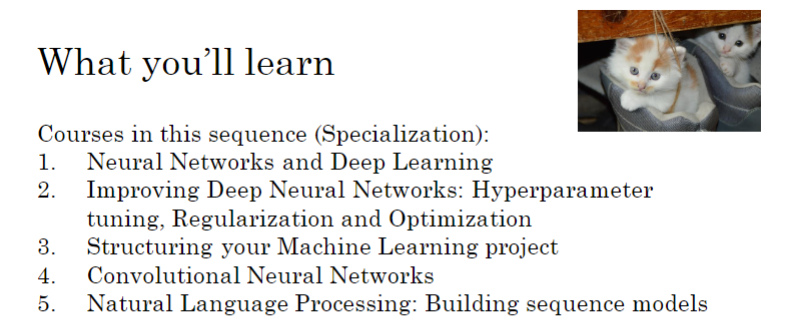 What you'll learn
Courses in this sequence (Specialization):
1. Neural Networks and Deep Learning
2. Improving Deep Neural Networks: Hyperparameter
tuning, Regularization and Optimization
3. Structuring your Machine Learning project
4. Convolutional Neural Networks
5. Natural Language Processing: Building sequence models